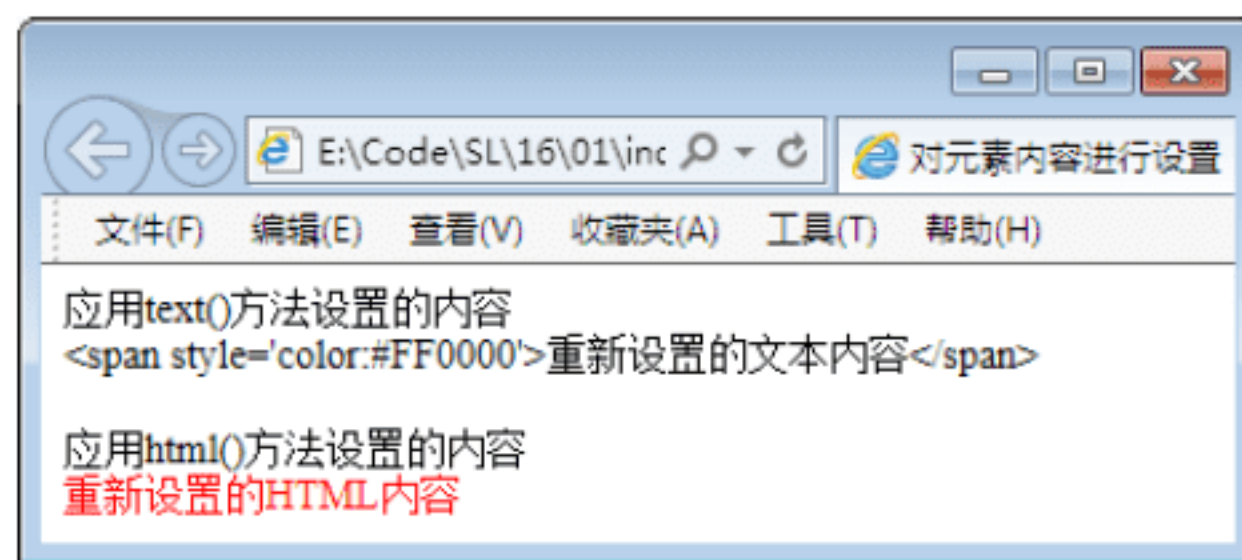 E:\Code\SL\16\01\inc
对元素内容进行设置
文件(F) 编辑(E) 查看(V) 收藏夹(A) 工具(T) 帮助(H)
应用text()方法设置的内容
<span style='color:#FF0000'>重新设置的文本内容</span>
应用html()方法设置的内容
重新设置的HTML内容